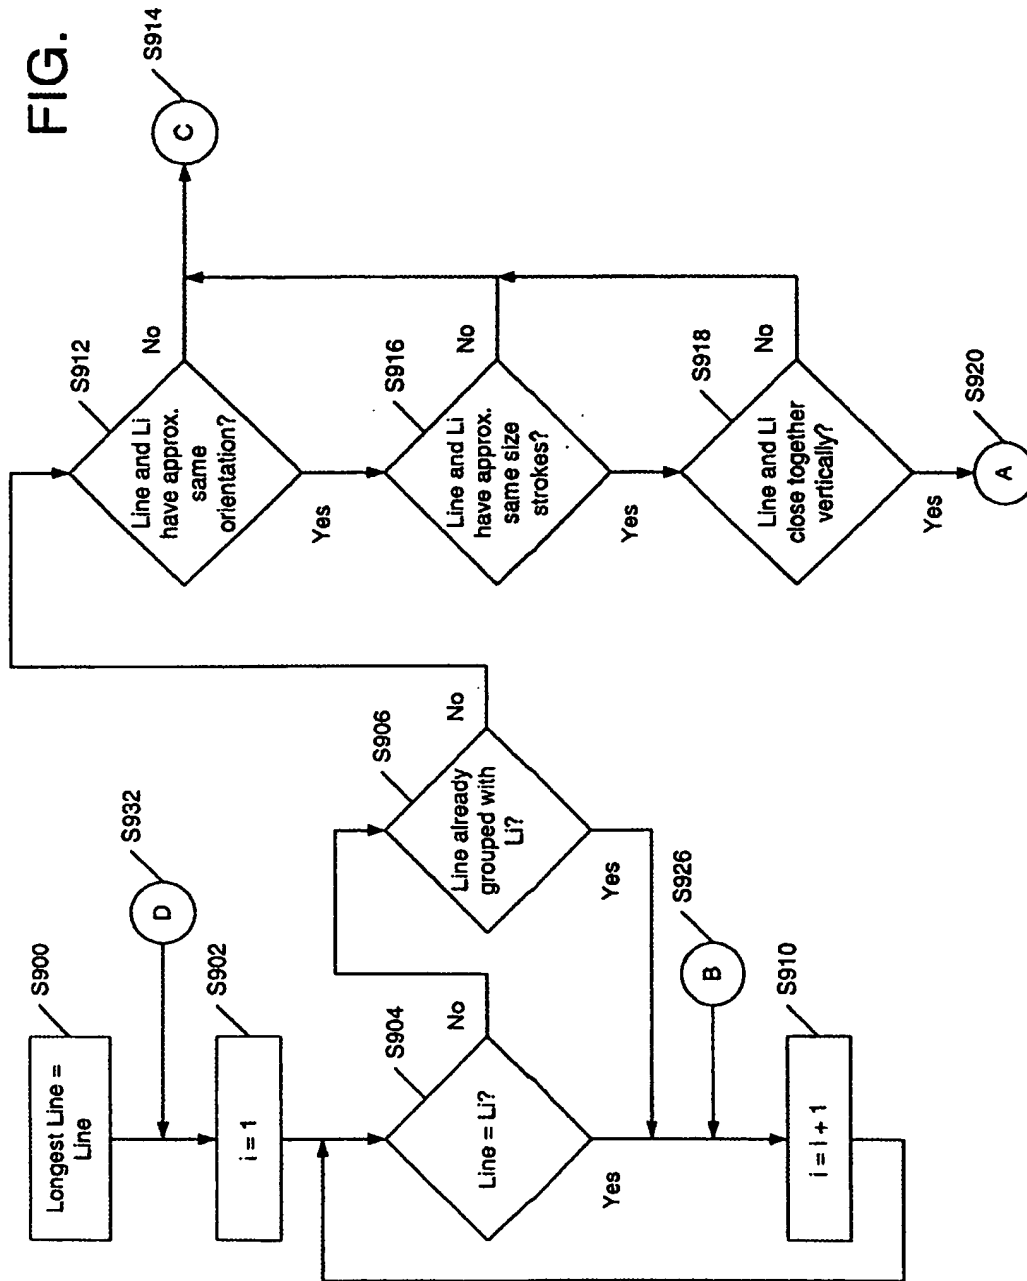 FIG.
S900
Longest Line =
Line
S932
D
S902
i = 1
S904
Line = Li?
No
Yes
S906
Line already
grouped with
Li?
No
Yes
S926
B
S910
i = I + 1
S912
Line and Li
have approx.
same
orientation?
No
Yes
S914
C
S916
Line and Li
have approx.
same size
strokes?
No
Yes
S918
Line and Li
close together
vertically?
No
Yes
S920
A